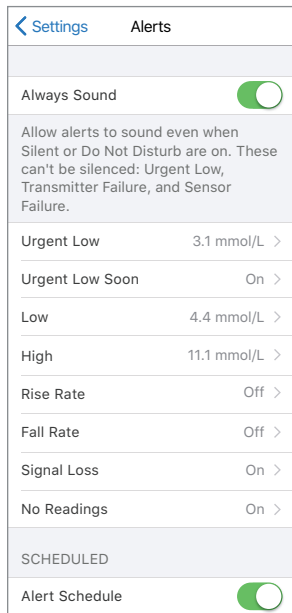 Settings Alerts
Always Sound
Allow alerts to sound even when
Silent or Do Not Disturb are on. These
can't be silenced: Urgent Low,
Transmitter Failure, and Sensor
Failure.
Urgent Low 3.1 mmol/L
Urgent Low Soon On
Low 4.4 mmol/L
High 11.1 mmol/L
Rise Rate Off
Fall Rate Off
Signal Loss On
No Readings On
SCHEDULED
Alert Schedule